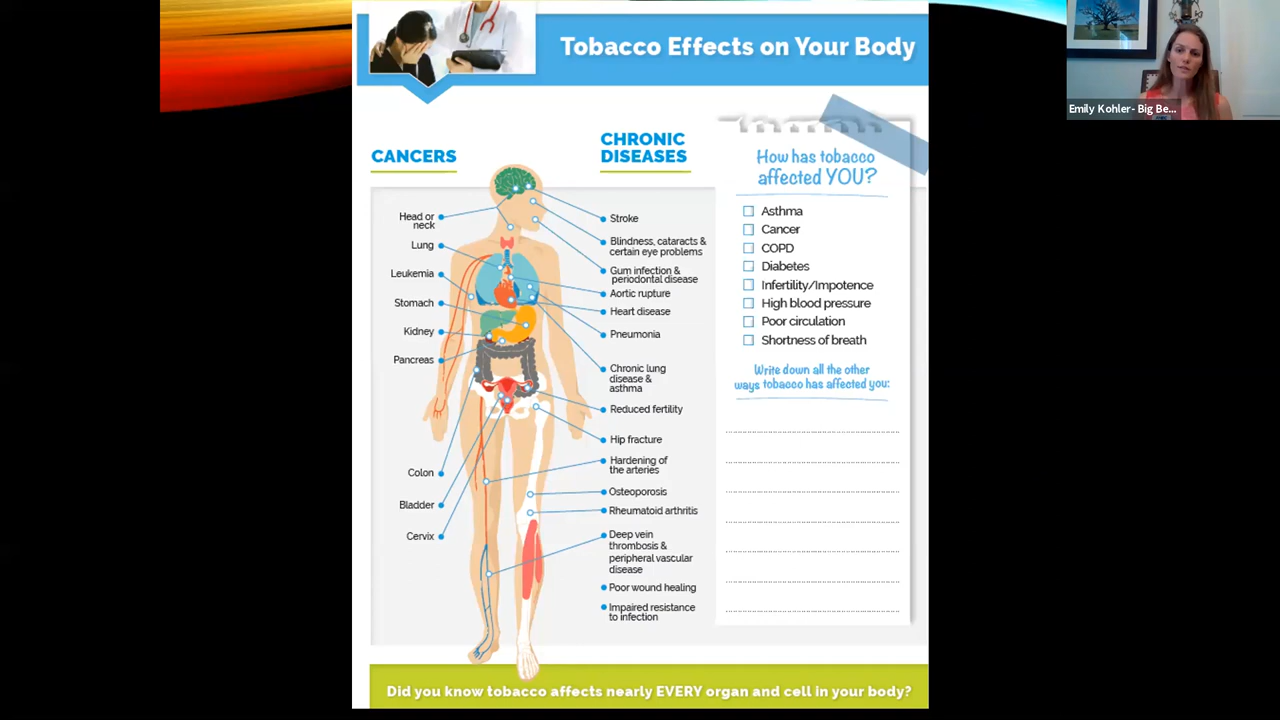 Tobacco Effects on Your Body
Emily Kohler- Big Be...
CANCERS
Head or
neck
Lung
Leukemia
Stomach
Kidney
Pancreas
Colon
Bladder
Cervix
CHRONIC
DISEASES
Stroke
Blindness, cataracts &
certain eye problems
Gum infection &
periodontal disease
Aortic rupture
Heart disease
Pneumonia
Chronic lung
disease &
asthma
Reduced fertility
Hip fracture
Hardening of
the arteries
Osteoporosis
Rheumatoid arthritis
Deep vein
thrombosis &
peripheral vascular
disease
Poor wound healing
Impaired resistance
to infection
How has tobacco
affected YOU?
Asthma
Cancer
COPD
Diabetes
Infertility/Impotence
High blood pressure
Poor circulation
Shortness of breath
Write down all the other
ways tobacco has affected you:
Did you know tobacco affects nearly EVERY organ and cell in your body?